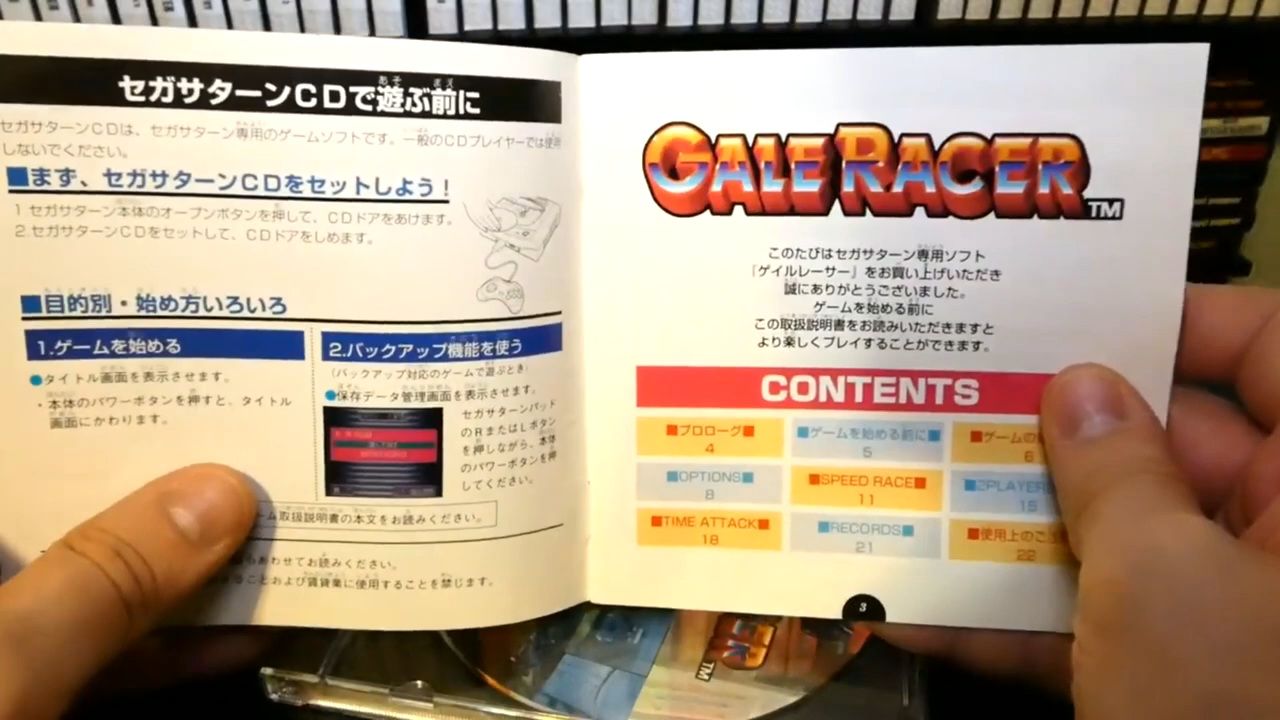 セガサターンCDで遊ぶ前に
セガサターンCDは、セガサターン専用のゲームソフトです。一般のCDプレイヤーでは使用
しないでください。
■まず、セガサターンCDをセットしよう！
1.セガサターン本体のオープンボタンを押して、CDドアをあけます。
2.セガサターンCDをセットして、CDドアをしめます。
■目的別・始め方いろいろ
1.ゲームを始める
●タイトル画面を表示させます。
・本体のパワーボタンを押すと、タイトル
画面にかわります。
2.バックアップ機能を使う
(バックアップ対応のゲームで遊ぶとき)
●保存データ管理画面を表示させます。
セガサターンパッド
のRまたはLボタン
を押しながら、本体
のパワーボタンを押
してください。
ーム取扱説明書の本文をお読みください。
もあわせてお読みください。
することおよび賃貸業に使用することを禁じます。
GALE RACER TM
このたびはセガサターン専用ソフト
「ゲイルレーサー」をお買い上げいただき
誠にありがとうございました。
ゲームを始める前に
この取扱説明書をお読みいただきますと
より楽しくプレイすることができます。
CONTENTS
■プロローグ■
4
■ゲームを始める前に■
5
■ゲームの
6
■OPTIONS■
8
■SPEED RACE■
11
■2PLAYER
15
■TIME ATTACK■
18
■RECORDS■
21
■使用上のご
22
3
TM